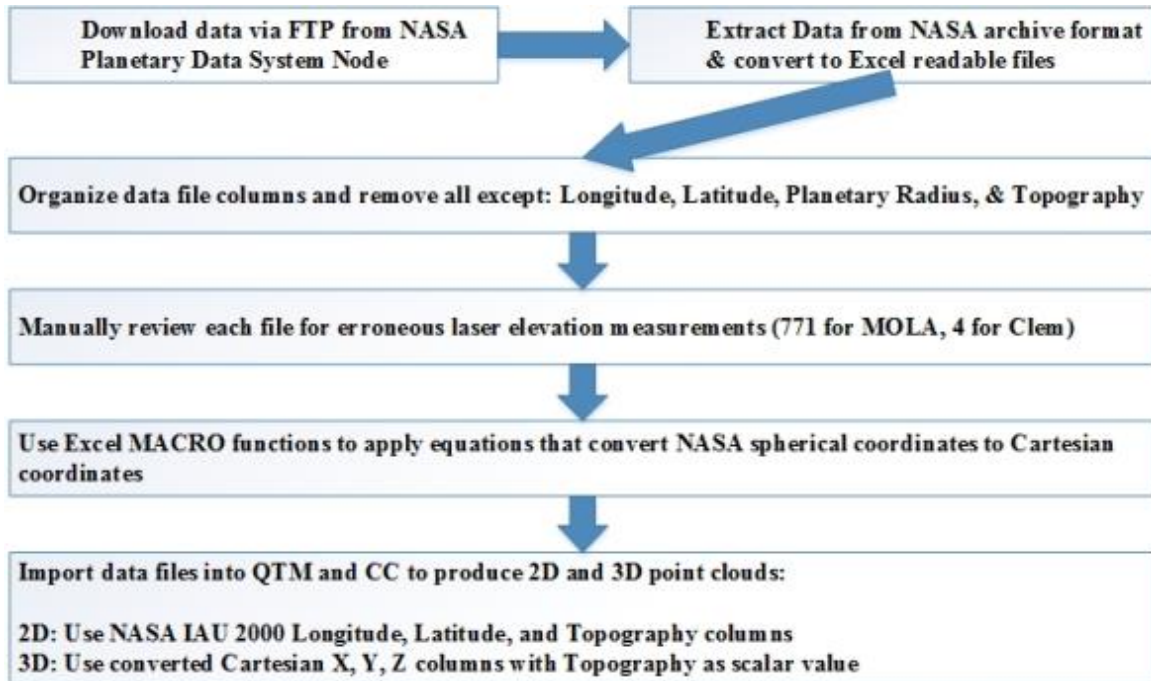 Download data via FTP from NASA
Planetary Data System Node
Extract Data from NASA archive format
& convert to Excel readable files
Organize data file columns and remove all except: Longitude, Latitude, Planetary Radius, & Topography
Manually review each file for erroneous laser elevation measurements (771 for MOLA, 4 for Clem)
Use Excel MACRO functions to apply equations that convert NASA spherical coordinates to Cartesian
coordinates
Import data files into QTM and CC to produce 2D and 3D point clouds:
2D: Use NASA IAU 2000 Longitude, Latitude, and Topography columns
3D: Use converted Cartesian X, Y, Z columns with Topography as scalar value